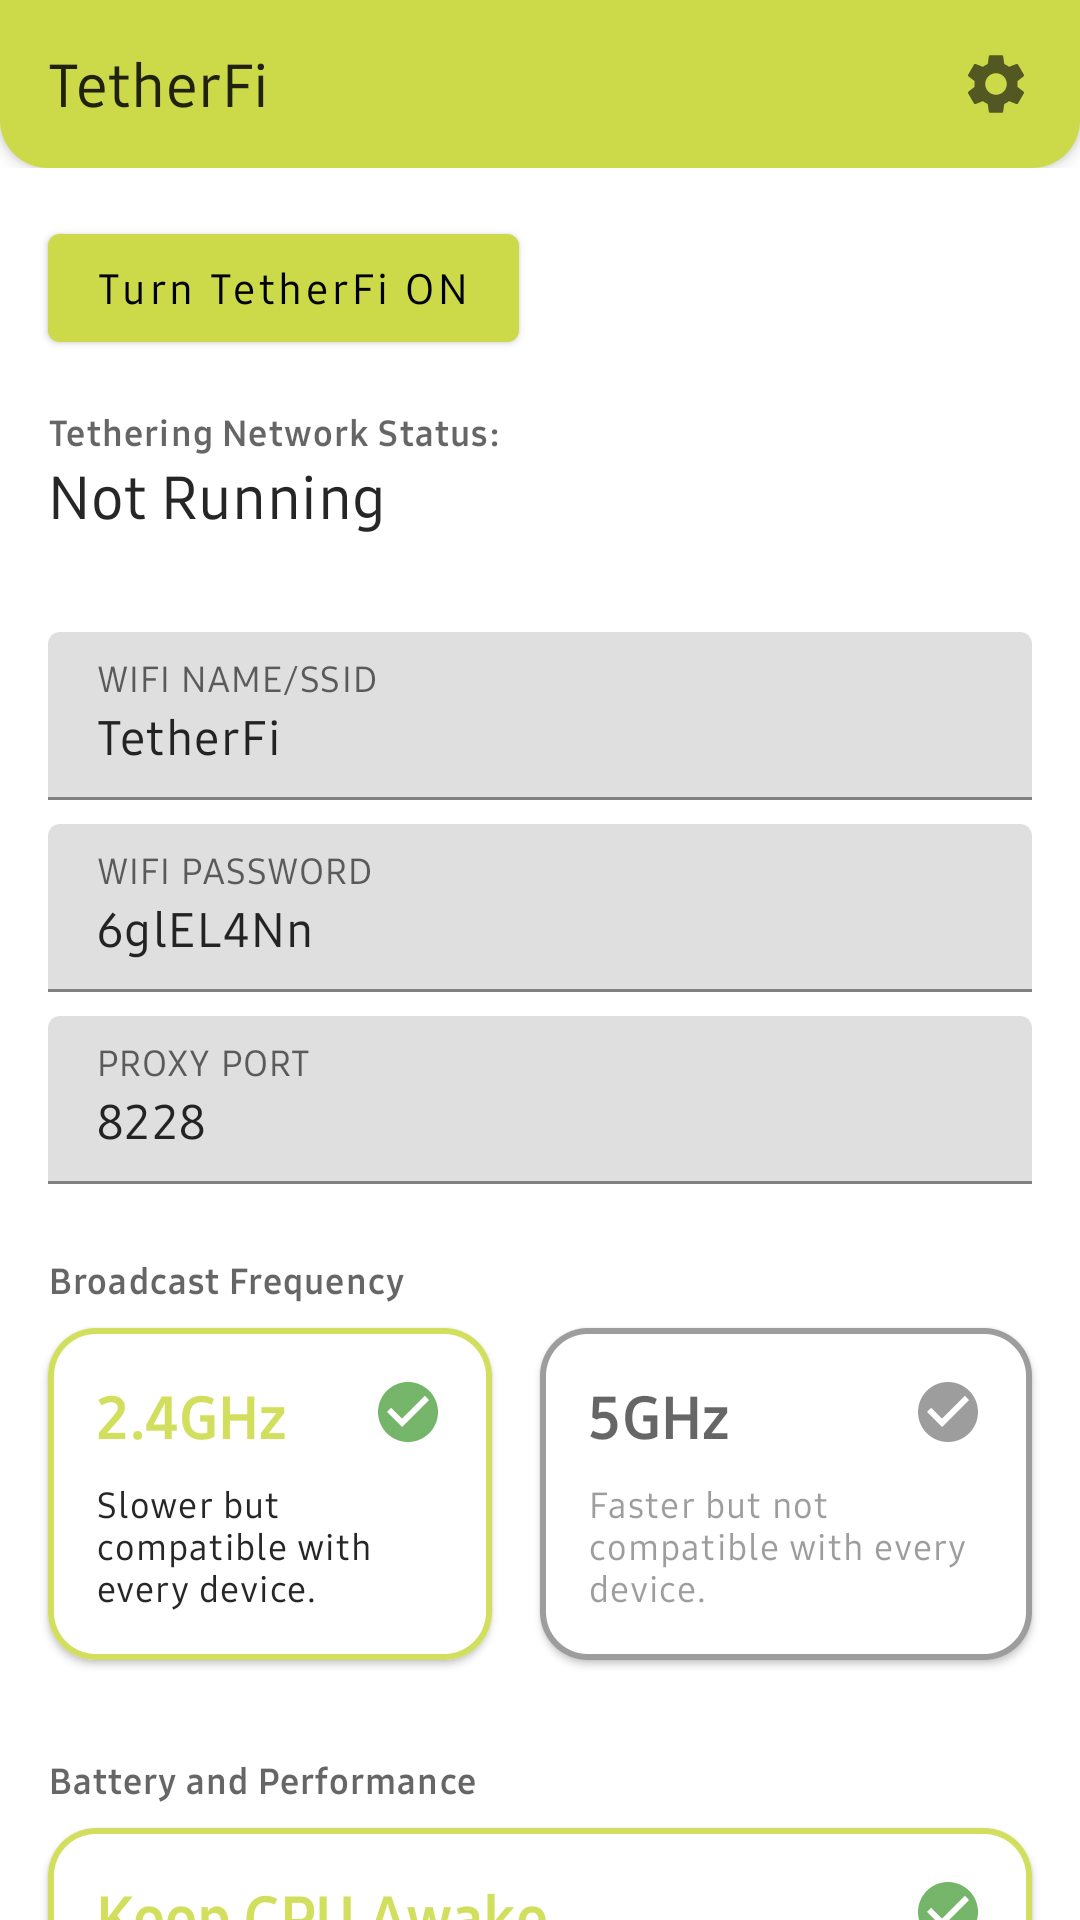 TetherFi
Turn TetherFi ON
Tethering Network Status:
Not Running
WIFI NAME/SSID
TetherFi
WIFI PASSWORD
6glEL4Nn
PROXY PORT
8228
Broadcast Frequency
2.4GHz
Slower but
compatible with
every device.
5GHz
Faster but not
compatible with every
device.
Battery and Performance
Keep CPU Awake